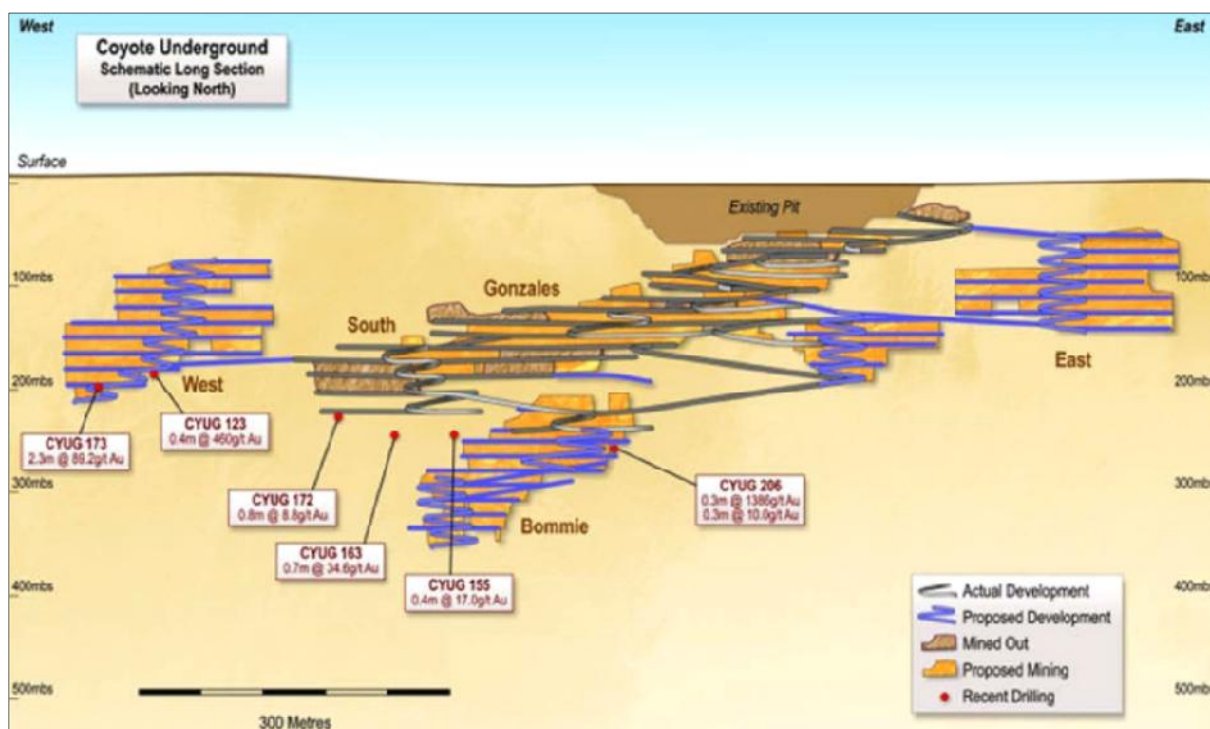 West
East
Coyote Underground
Schematic Long Section
(Looking North)
Surface
Existing Pit
100mbs
100mbs
Gonzales
South
West
East
200mbs
200mbs
CYUG 173
2.3m @ 89.2g/t Au
CYUG 123
0.4m @ 460g/t Au
CYUG 172
0.8m @ 8.8g/t Au
CYUG 163
0.7m @ 34.6g/t Au
CYUG 155
0.4m @ 17.0g/t Au
CYUG 206
0.3m @ 1386g/t Au
0.3m @ 10.0g/t Au
300mbs
300mbs
Bommie
400mbs
400mbs
Actual Development
Proposed Development
Mined Out
Proposed Mining
Recent Drilling
500mbs
500mbs
300 Metres